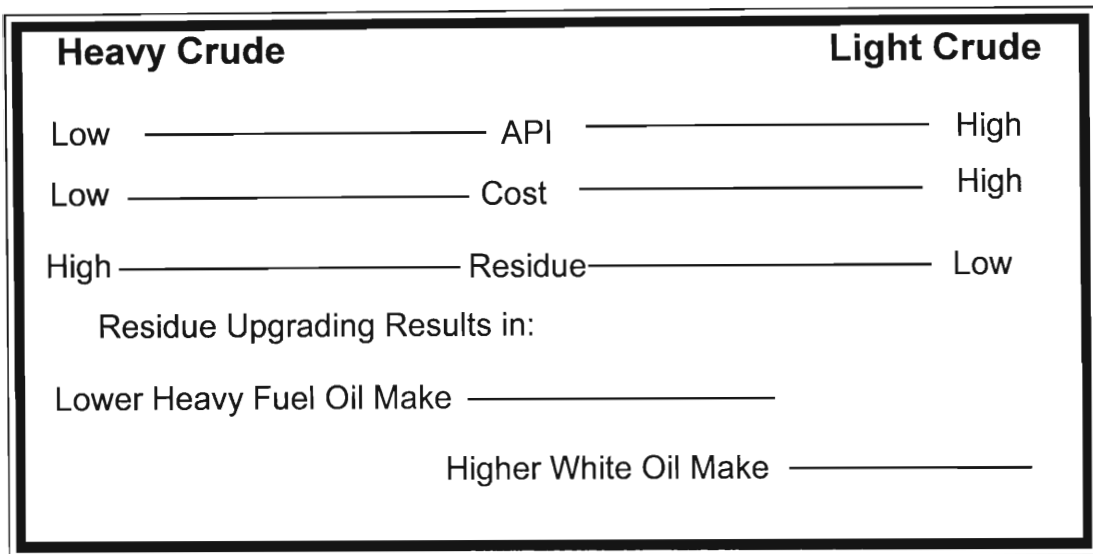 Heavy Crude Light Crude
Low API High
Low Cost High
High Residue Low
Residue Upgrading Results in:
Lower Heavy Fuel Oil Make
Higher White Oil Make